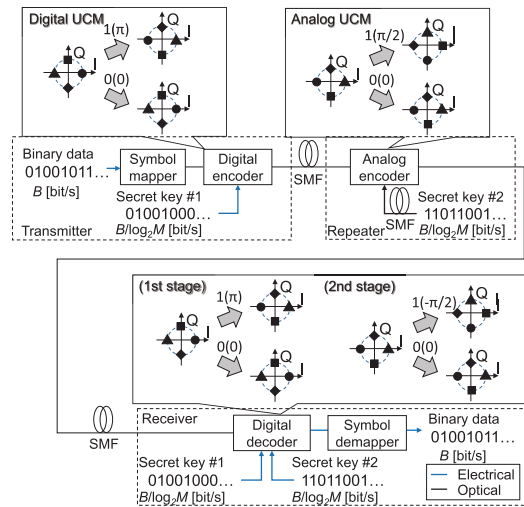 Digital UCM
Q
I
1(π)
0(0)
Q
I
Q
I
Analog UCM
Q
I
1(π/2)
0(0)
Q
I
Q
I
Binary data
01001011...
B [bit/s]
Symbol
mapper
Digital
encoder
SMF
Analog
encoder
Secret key #1
01001000...
B/log2M [bit/s]
Transmitter
SMF
Secret key #2
11011001...
B/log2M [bit/s]
Repeater
(1st stage)
Q
I
1(π)
0(0)
Q
I
Q
I
(2nd stage)
Q
I
1(-π/2)
0(0)
Q
I
Q
I
SMF
Receiver
Digital
decoder
Symbol
demapper
Binary data
01001011...
B [bit/s]
Secret key #1
01001000...
B/log2M [bit/s]
Secret key #2
11011001...
B/log2M [bit/s]
Electrical
Optical